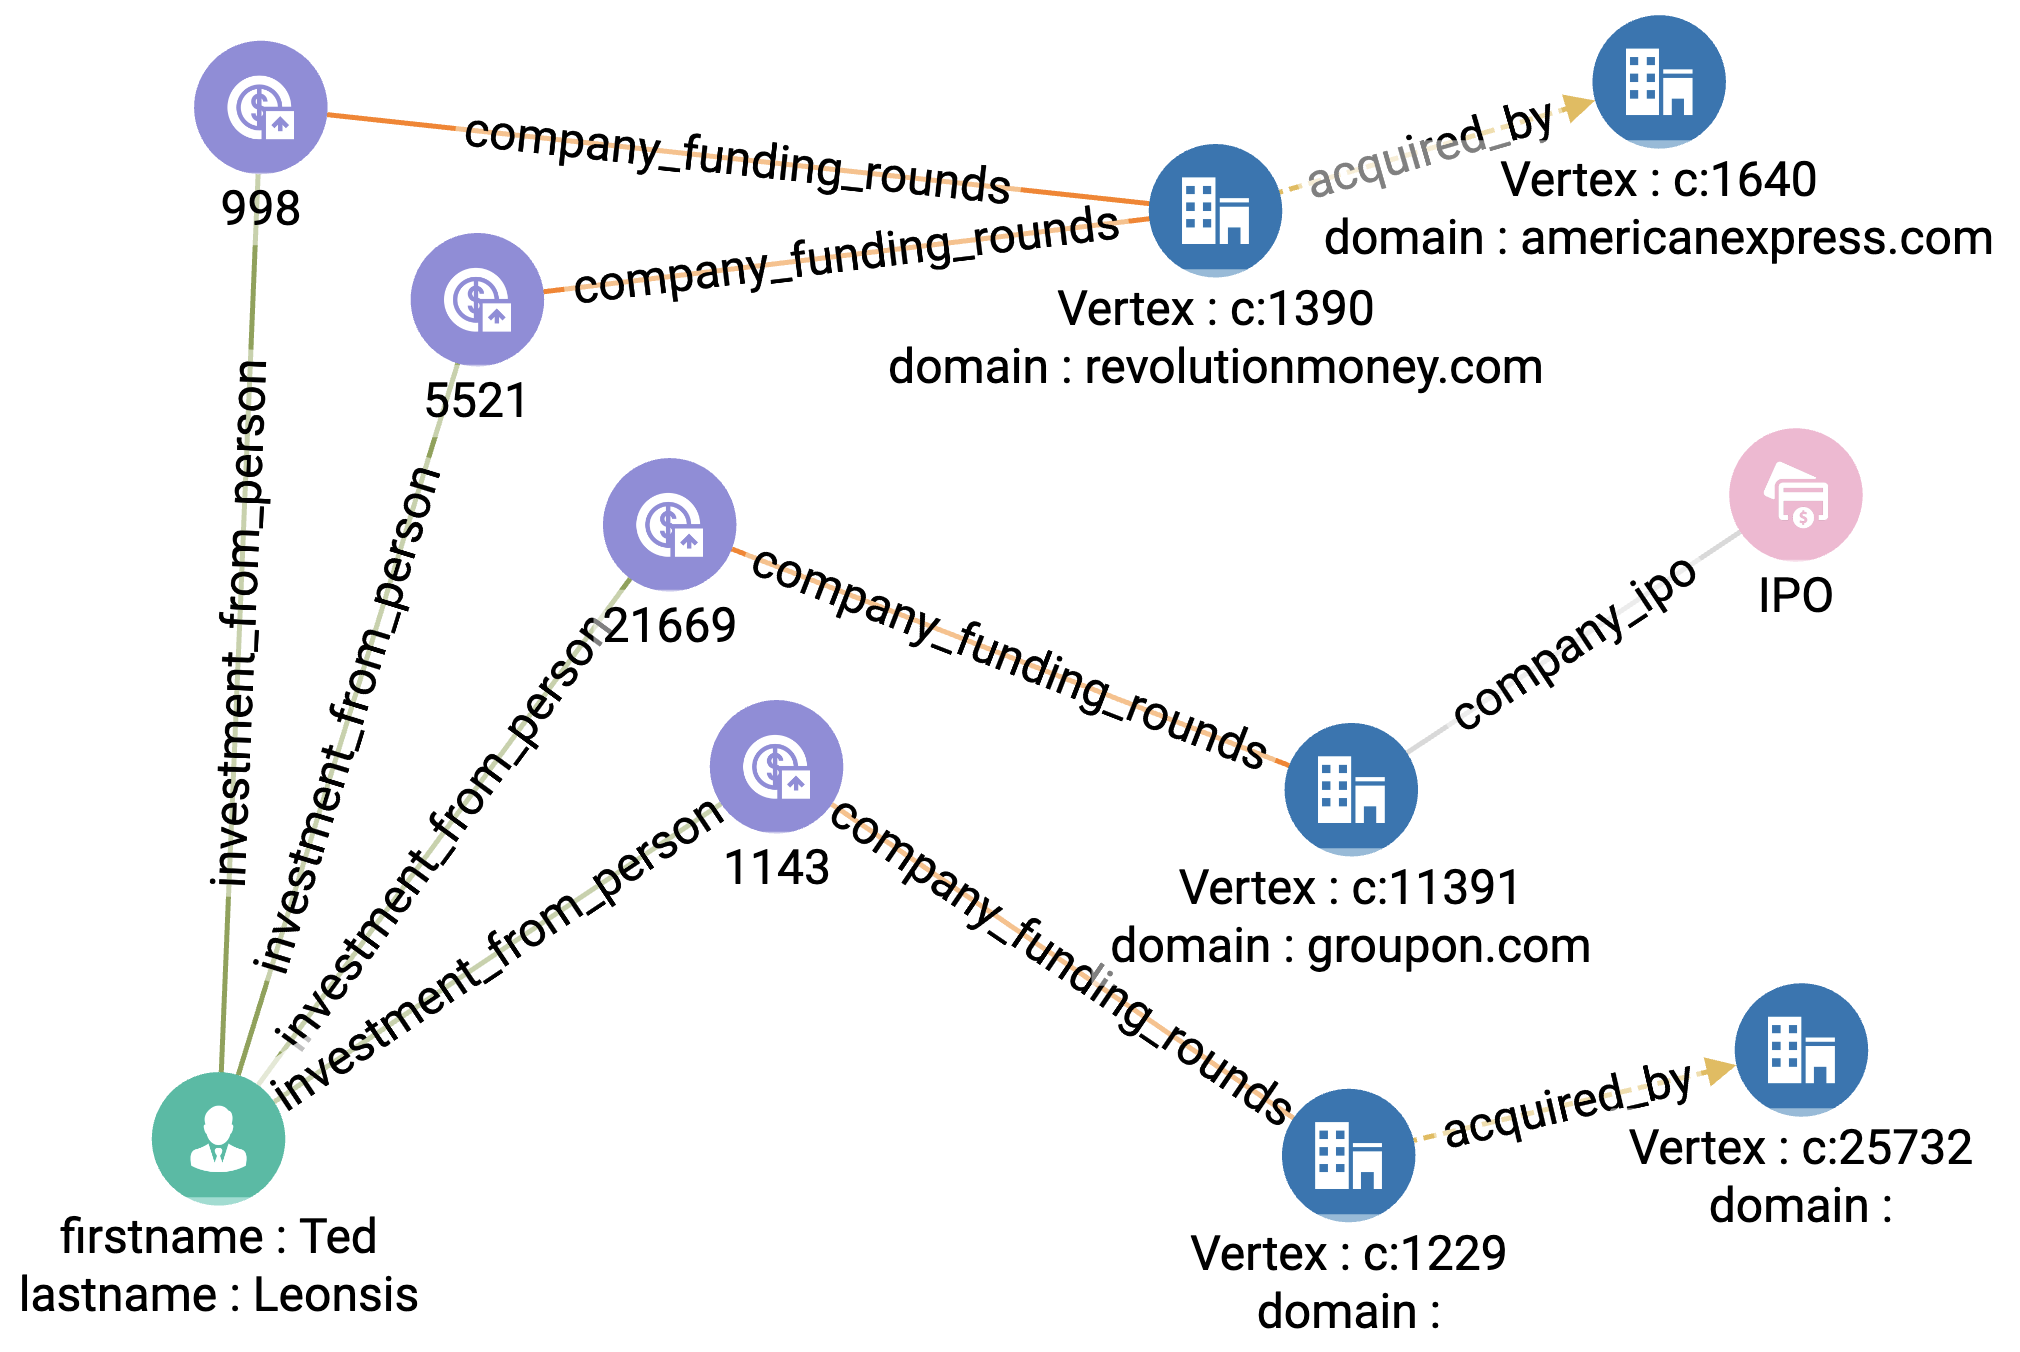 998
company_funding_rounds
acquired_by
Vertex : c:1640
domain : americanexpress.com
5521
company_funding_rounds
Vertex : c:1390
domain : revolutionmoney.com
investment_from_person
investment_from_person
21669
company_funding_rounds
company_ipo
IPO
investment_from_person
1143
investment_from_person
company_funding_rounds
Vertex : c:11391
domain : groupon.com
acquired_by
Vertex : c:25732
domain :
Vertex : c:1229
domain :
firstname : Ted
lastname : Leonsis